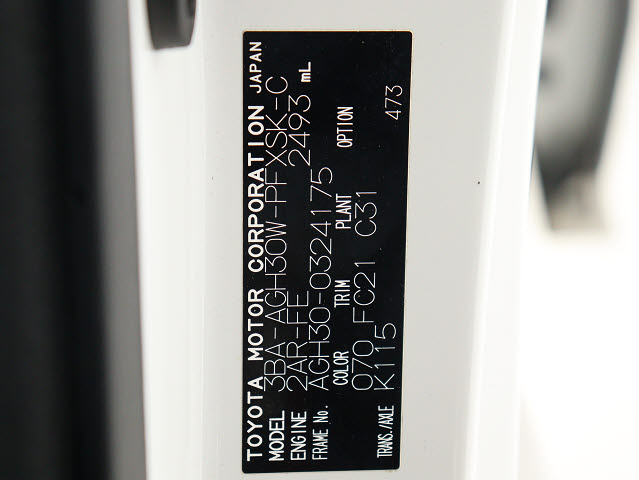 TOYOTA MOTOR CORPORATION JAPAN
MODEL 3BA-AGH30W-PFXSK-C
ENGINE 2AR-FE 2493 mL
FRAME No. AGH30-0324175
COLOR TRIM PLANT OPTION
070 FC21 C31
TRANS./AXLE K115 473